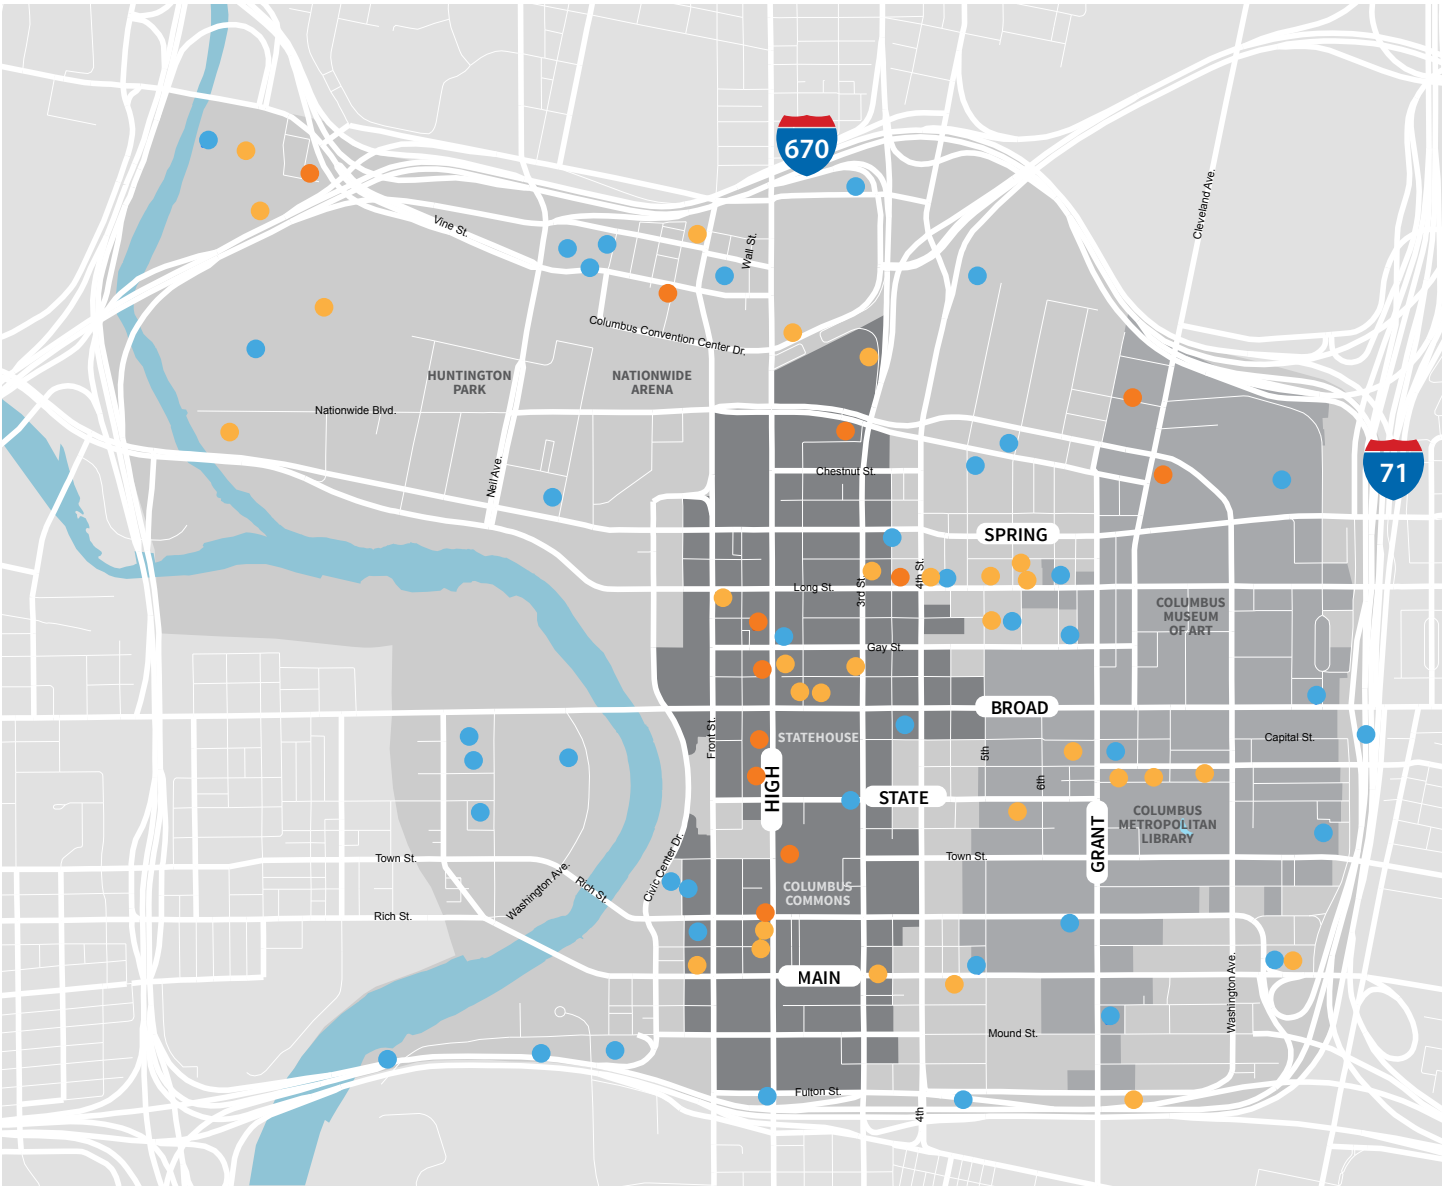 670
Cleveland Ave.
Vine St.
Wall St.
Columbus Convention Center Dr.
HUNTINGTON
PARK
NATIONWIDE
ARENA
Nationwide Blvd.
Neil Ave.
Chestnut St.
71
SPRING
4th St.
3rd St
Long St.
COLUMBUS
MUSEUM
OF ART
Gay St.
BROAD
Front St.
STATEHOUSE
Capital St.
5th
6th
HIGH
STATE
GRANT
COLUMBUS
METROPOLITAN
LIBRARY
Town St.
Town St.
Washington Ave.
Rich St.
Civic Center Dr.
COLUMBUS
COMMONS
Rich St.
MAIN
Washington Ave.
Mound St.
Fulton St.
4th